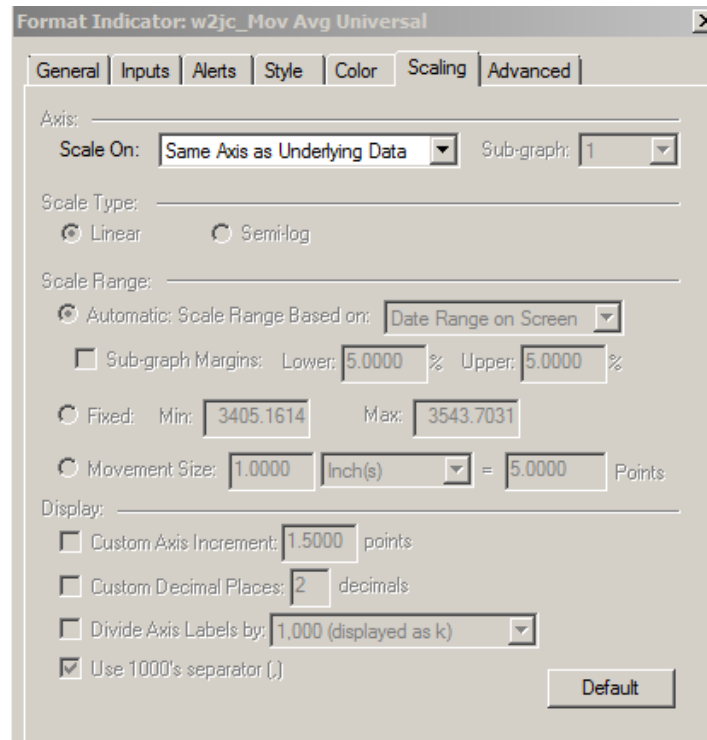 Format Indicator: w2jc_Mov Avg Universal
General Inputs Alerts Style Color Scaling Advanced
Axis:
Scale On: Same Axis as Underlying Data Sub-graph: 1
Scale Type:
Linear Semi-log
Scale Range:
Automatic: Scale Range Based on: Date Range on Screen
Sub-graph Margins: Lower: 5.0000 % Upper: 5.0000 %
Fixed: Min: 3405.1614 Max: 3543.7031
Movement Size: 1.0000 Inch(s) = 5.0000 Points
Display:
Custom Axis Increment: 1.5000 points
Custom Decimal Places: 2 decimals
Divide Axis Labels by: 1,000 (displayed as k)
Use 1000's separator (,)
Default